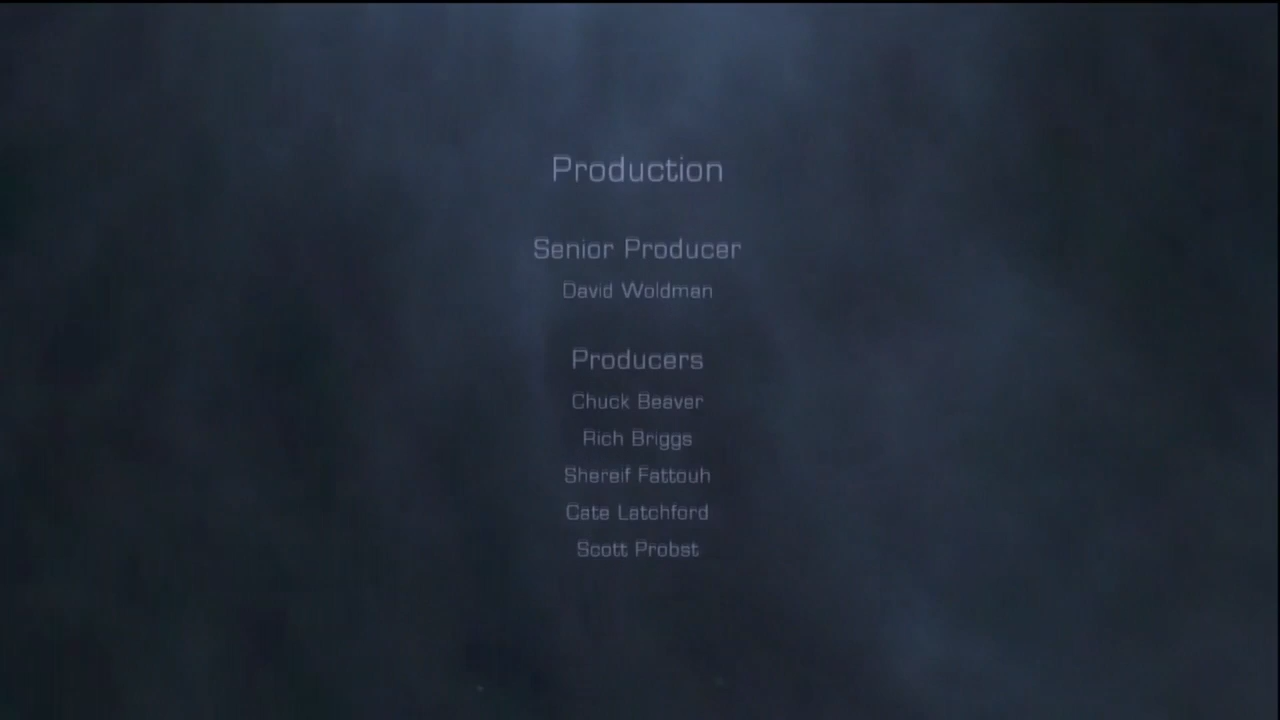 Production
Senior Producer
David Woldman
Producers
Chuck Beaver
Rich Briggs
Shereif Fattouh
Cate Latchford
Scott Probst